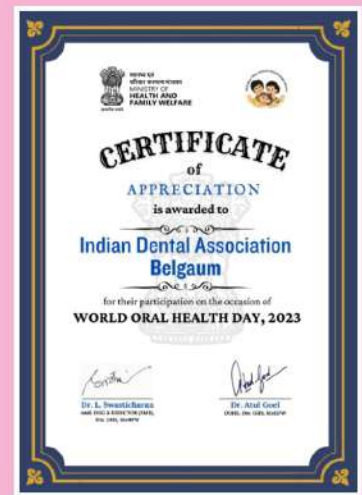 MINISTRY OF
HEALTH AND
FAMILY WELFARE
CERTIFICATE
of
APPRECIATION
is awarded to
Indian Dental Association
Belgaum
for their participation on the occasion of
WORLD ORAL HEALTH DAY, 2023
Dr. L. Swasticharan
Dr. Atul Goel